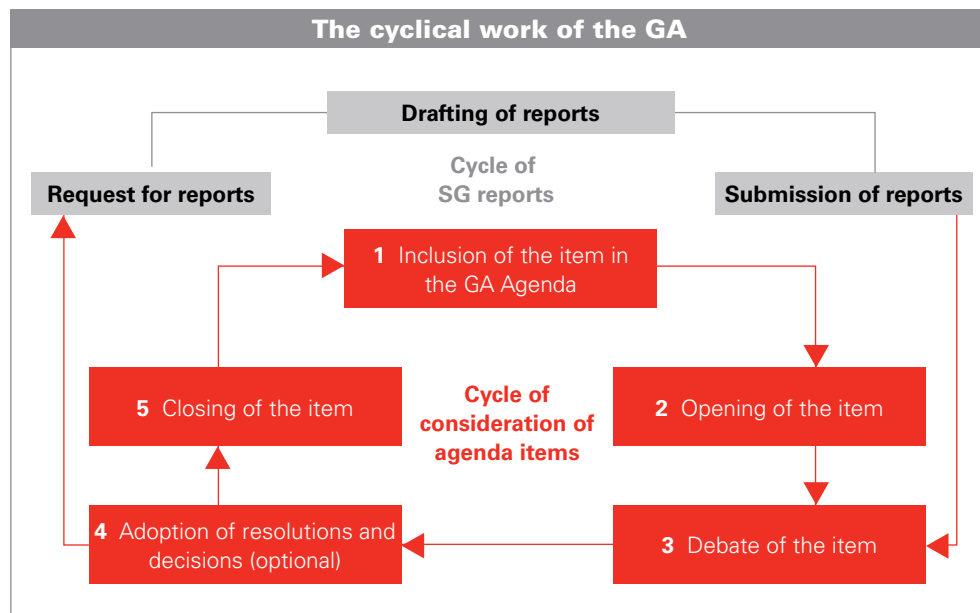 The cyclical work of the GA
Drafting of reports
Cycle of
SG reports
Request for reports
Submission of reports
1 Inclusion of the item in
the GA Agenda
5 Closing of the item
Cycle of
consideration of
agenda items
2 Opening of the item
4 Adoption of resolutions and
decisions (optional)
3 Debate of the item